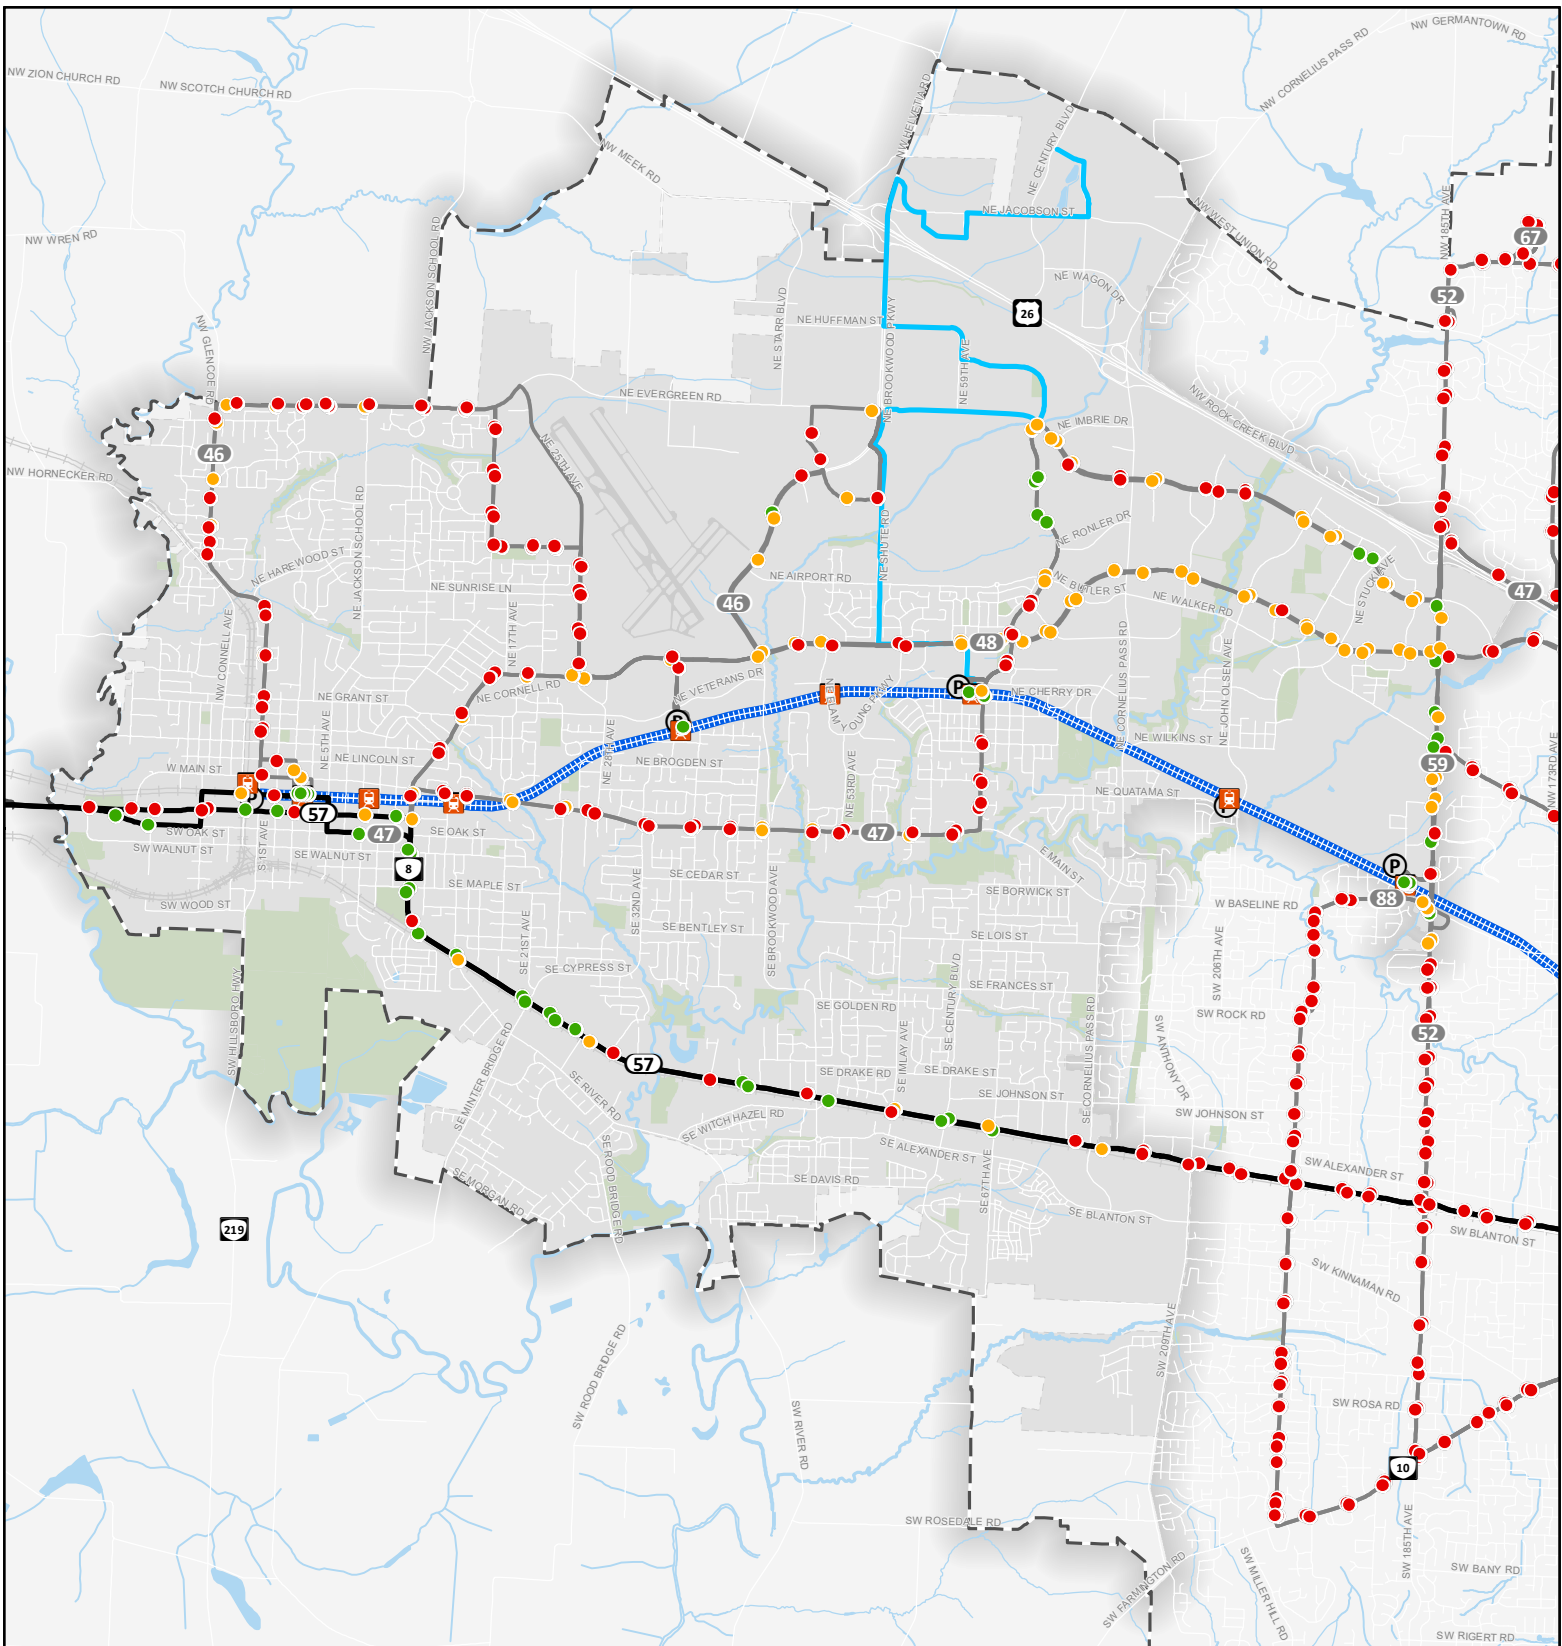 NW GERMANTOWN RD
NW CORNELIUS PASS RD
NW ZION CHURCH RD
NW SCOTCH CHURCH RD
NW HELVETIA RD
NE CENTURY BLVD
NW MEEK RD
NE JACOBSON ST
NW WEST UNION RD
NW 185TH AVE
67
NW WREN RD
NW JACKSON SCHOOL RD
NE WAGON DR
52
26
NE STARR BLVD
NE HUFFMAN ST
NE BROOKWOOD PKWY
NW GLENCOE RD
NE 59TH AVE
NE EVERGREEN RD
NW ROCK CREEK BLVD
NE IMBRIE DR
46
NE 25TH AVE
NW HORNECKER RD
NE JACKSON SCHOOL RD
NE SHUTE RD
NE RONLER DR
NE HAREWOOD ST
NE AIRPORT RD
NE STUCKI AVE
NE SUNRISE LN
NE BUTLER ST
NE WALKER RD
47
46
NW CONNELL AVE
NE 17TH AVE
48
NE CORNELIUS PASS RD
NE JOHN OLSEN AVE
NE GRANT ST
NE CORNELL RD
NE VETERANS DR
P
NE CHERRY DR
NE ELAM YOUNG PKWY
NE 5TH AVE
NE 28TH AVE
NE WILKINS ST
W MAIN ST
NE LINCOLN ST
NE BROGDEN ST
NE 53RD AVE
59
NW 173RD AVE
NE QUATAMA ST
57
SW OAK ST
47
SE OAK ST
47
SW WALNUT ST
S 1ST AVE
SE WALNUT ST
E MAIN ST
P
8
SE CEDAR ST
SE MAPLE ST
SE BORWICK ST
88
SW WOOD ST
SE 32ND AVE
SE BROOKWOOD AVE
W BASELINE RD
SE BENTLEY ST
SE LOIS ST
SE 21ST AVE
SW 206TH AVE
SE CYPRESS ST
SE CENTURY BLVD
SE FRANCES ST
SW HILLSBORO HWY
SE GOLDEN RD
SE CORNELIUS PASS RD
SW ROCK RD
SE MINTER BRIDGE RD
SE IMLAY AVE
SW ANTHONY DR
52
57
SE DRAKE RD
SE DRAKE ST
SE RIVER RD
SE JOHNSON ST
SW JOHNSON ST
SE WITCH HAZEL RD
SE ALEXANDER ST
SW ALEXANDER ST
SE ROOD BRIDGE RD
SE DAVIS RD
SE 67TH AVE
SE MORGAN RD
SE BLANTON ST
219
SW BLANTON ST
SW KINNAMAN RD
SW 209TH AVE
SW ROOD BRIDGE RD
SW RIVER RD
SW ROSA RD
10
SW ROSEDALE RD
SW 185TH AVE
SW FARMINGTON RD
SW MILLER HILL RD
SW BANY RD
SW RIGERT RD